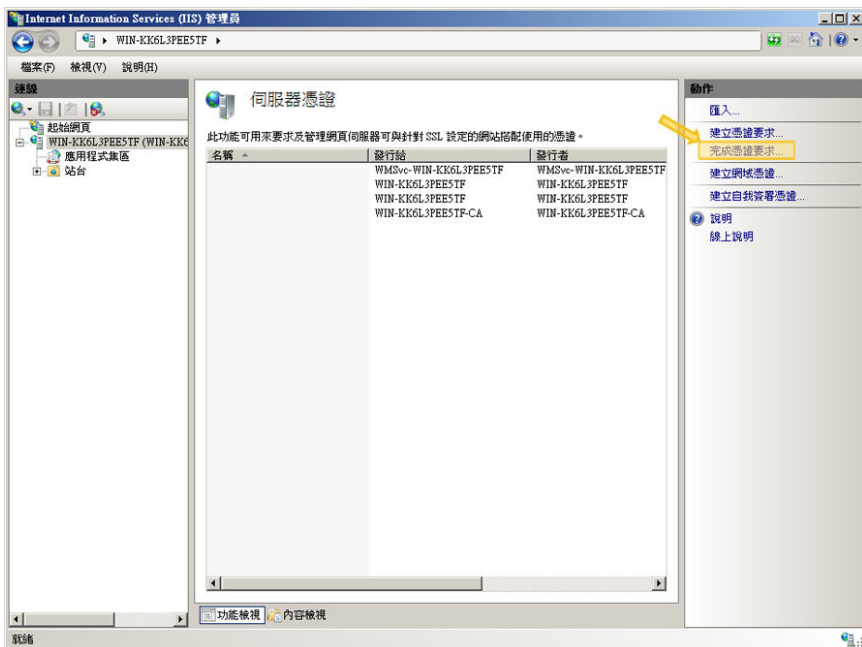 Internet Information Services (IIS) 管理員
WIN-KK6L3PEE5TF
檔案(F) 檢視(V) 說明(H)
連線
起始網頁
WIN-KK6L3PEE5TF (WIN-KK6
應用程式集區
站台
伺服器憑證
此功能可用來要求及管理網頁伺服器可與針對 SSL 設定的網站搭配使用的憑證。
名稱 發行給 發行者
WMSvc-WIN-KK6L3PEE5TF WMSvc-WIN-KK6L3PEE5TF
WIN-KK6L3PEE5TF WIN-KK6L3PEE5TF
WIN-KK6L3PEE5TF WIN-KK6L3PEE5TF
WIN-KK6L3PEE5TF-CA WIN-KK6L3PEE5TF-CA
功能檢視 內容檢視
動作
匯入...
建立憑證要求...
完成憑證要求...
建立網域憑證...
建立自我簽署憑證...
說明
線上說明
就緒